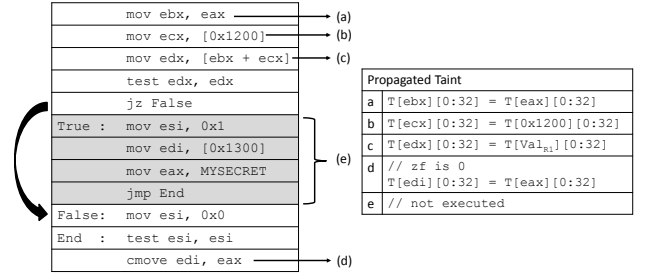 mov ebx, eax (a)
mov ecx, [0x1200] (b)
mov edx, [ebx + ecx] (c)
test edx, edx
jz False
True : mov esi, 0x1
mov edi, [0x1300]
mov eax, MYSECRET
jmp End
(e)
False: mov esi, 0x0
End : test esi, esi
cmove edi, eax (d)
Propagated Taint
a T[ebx][0:32] = T[eax][0:32]
b T[ecx][0:32] = T[0x1200][0:32]
c T[edx][0:32] = T[Val_R1][0:32]
d // zf is 0
T[edi][0:32] = T[eax][0:32]
e // not executed